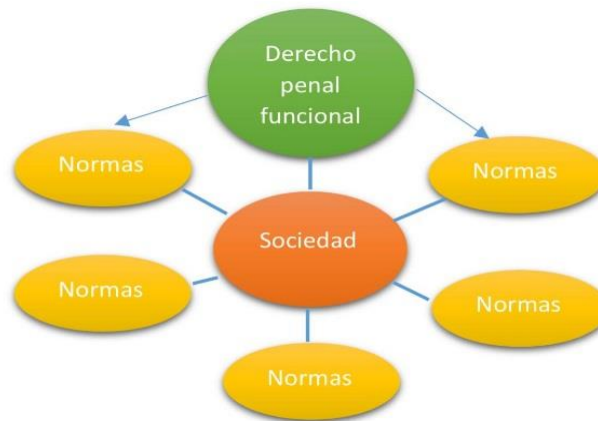 Derecho
penal
funcional
Normas
Normas
Sociedad
Normas
Normas
Normas